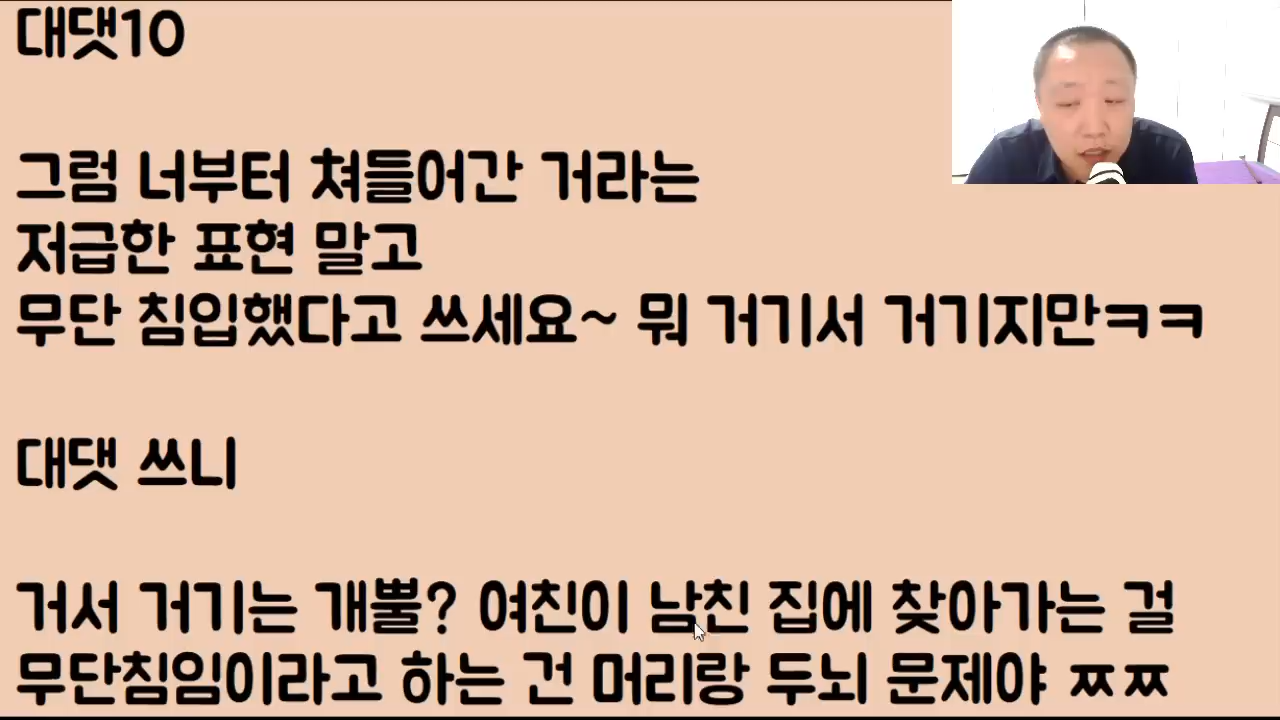 대댓10
그럼 너부터 쳐들어간 거라는
저급한 표현 말고
무단 침입했다고 쓰세요~ 뭐 거기서 거기지만ㅋㅋ
대댓 쓰니
거서 거기는 개뿔? 여친이 남친 집에 찾아가는 걸
무단침임이라고 하는 건 머리랑 두뇌 문제야 ㅉㅉ